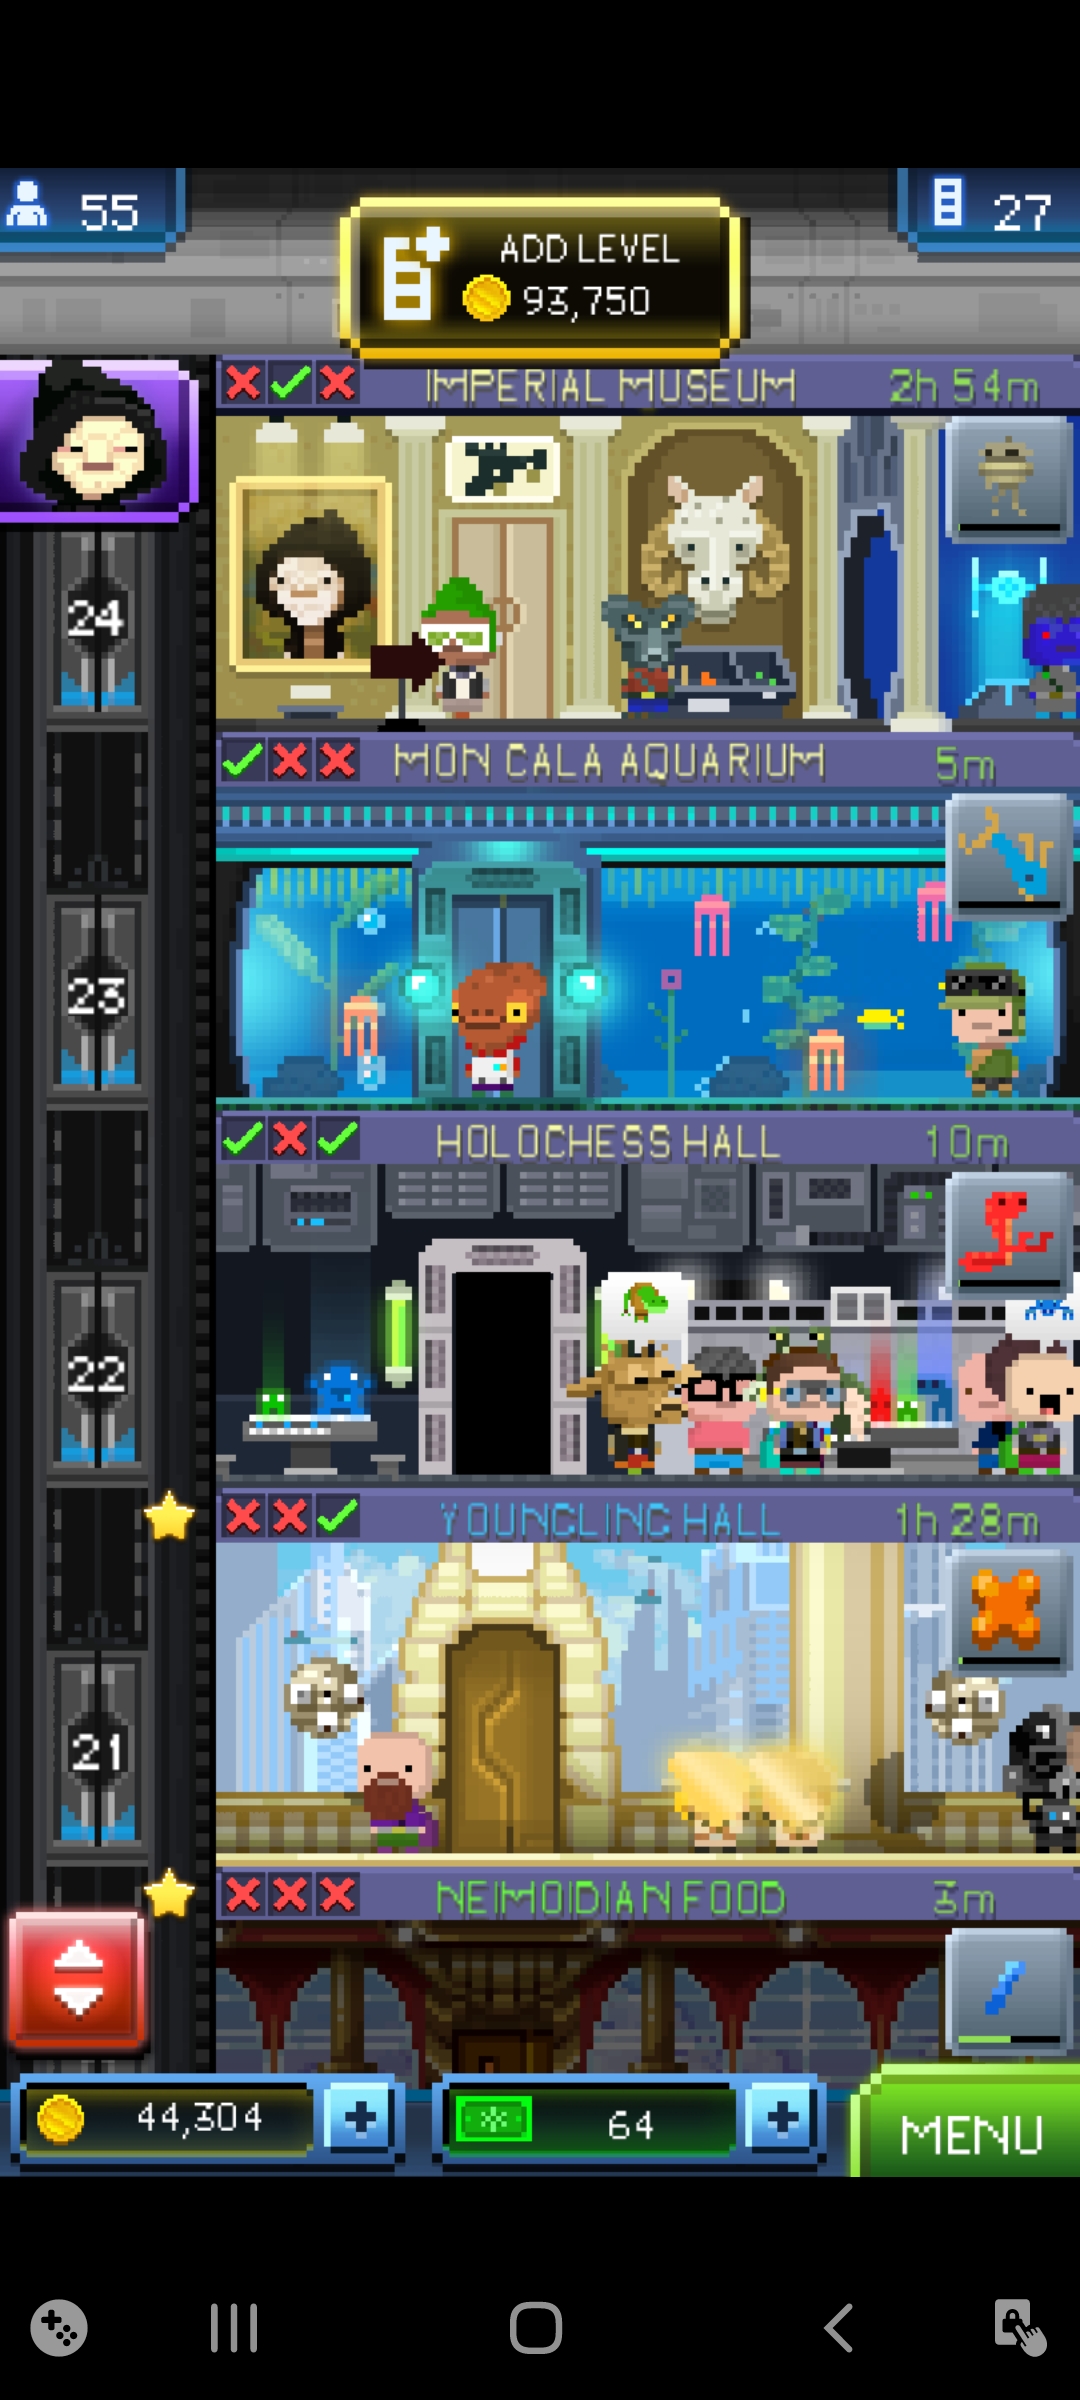 55
ADD LEVEL
93,750
27
IMPERIAL MUSEUM 2h 54m
24
MON CALA AQUARIUM 5m
23
HOLOCHESS HALL 10m
22
YOUNGLING HALL 1h 28m
21
NEIMOIDIAN FOOD 3m
44,304 +
64 +
MENU